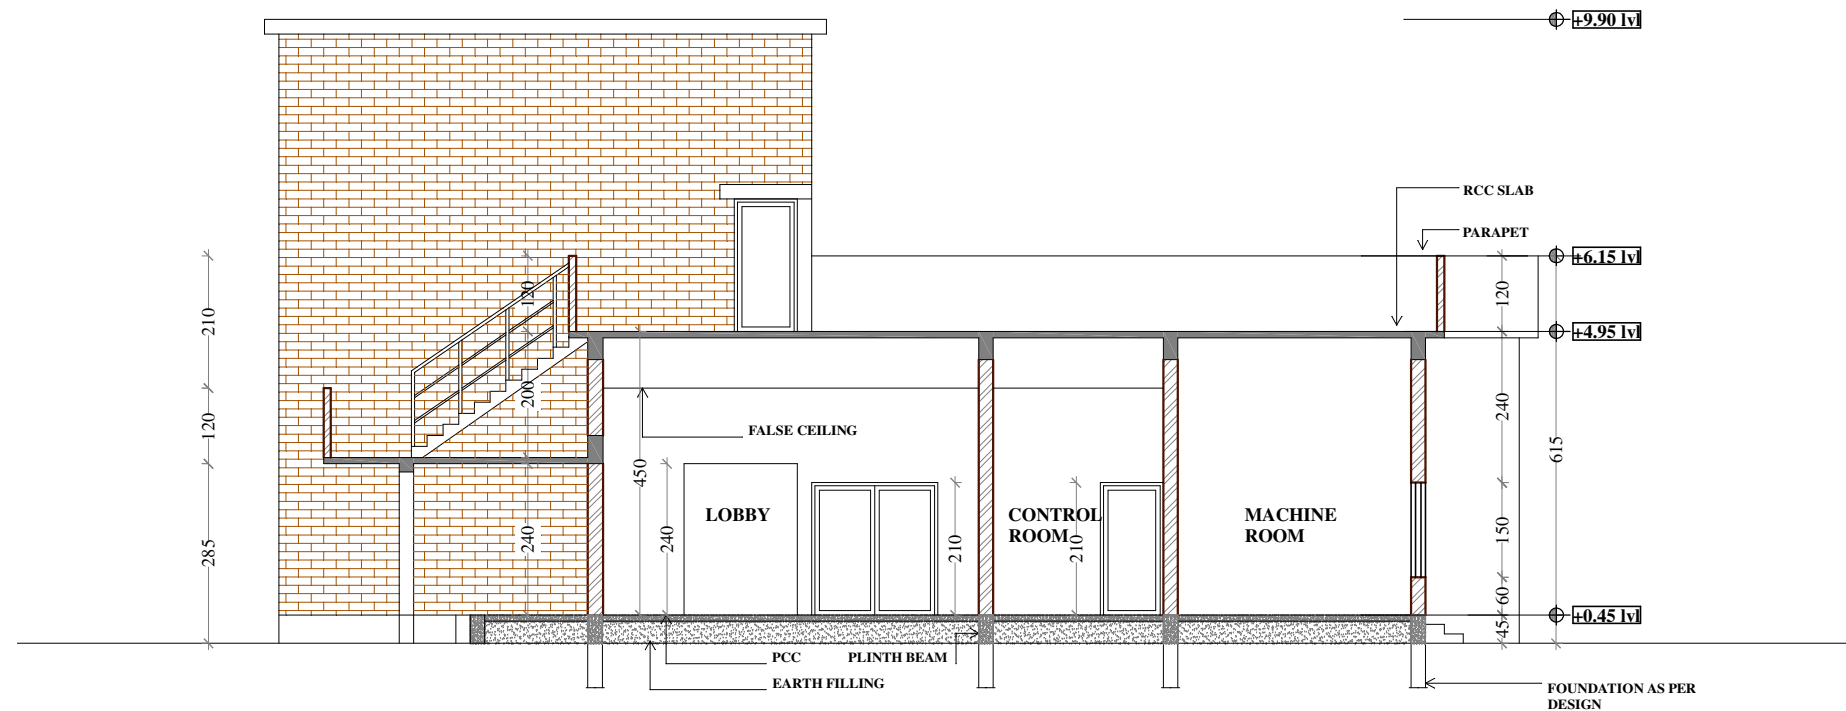 +9.90 lvl
RCC SLAB
PARAPET
+6.15 lvl
120
120
210
+4.95 lvl
200
240
120
FALSE CEILING
450
615
LOBBY
CONTROL
ROOM
MACHINE
ROOM
240
240
210
210
150
285
60
+0.45 lvl
45
PCC
PLINTH BEAM
EARTH FILLING
FOUNDATION AS PER
DESIGN